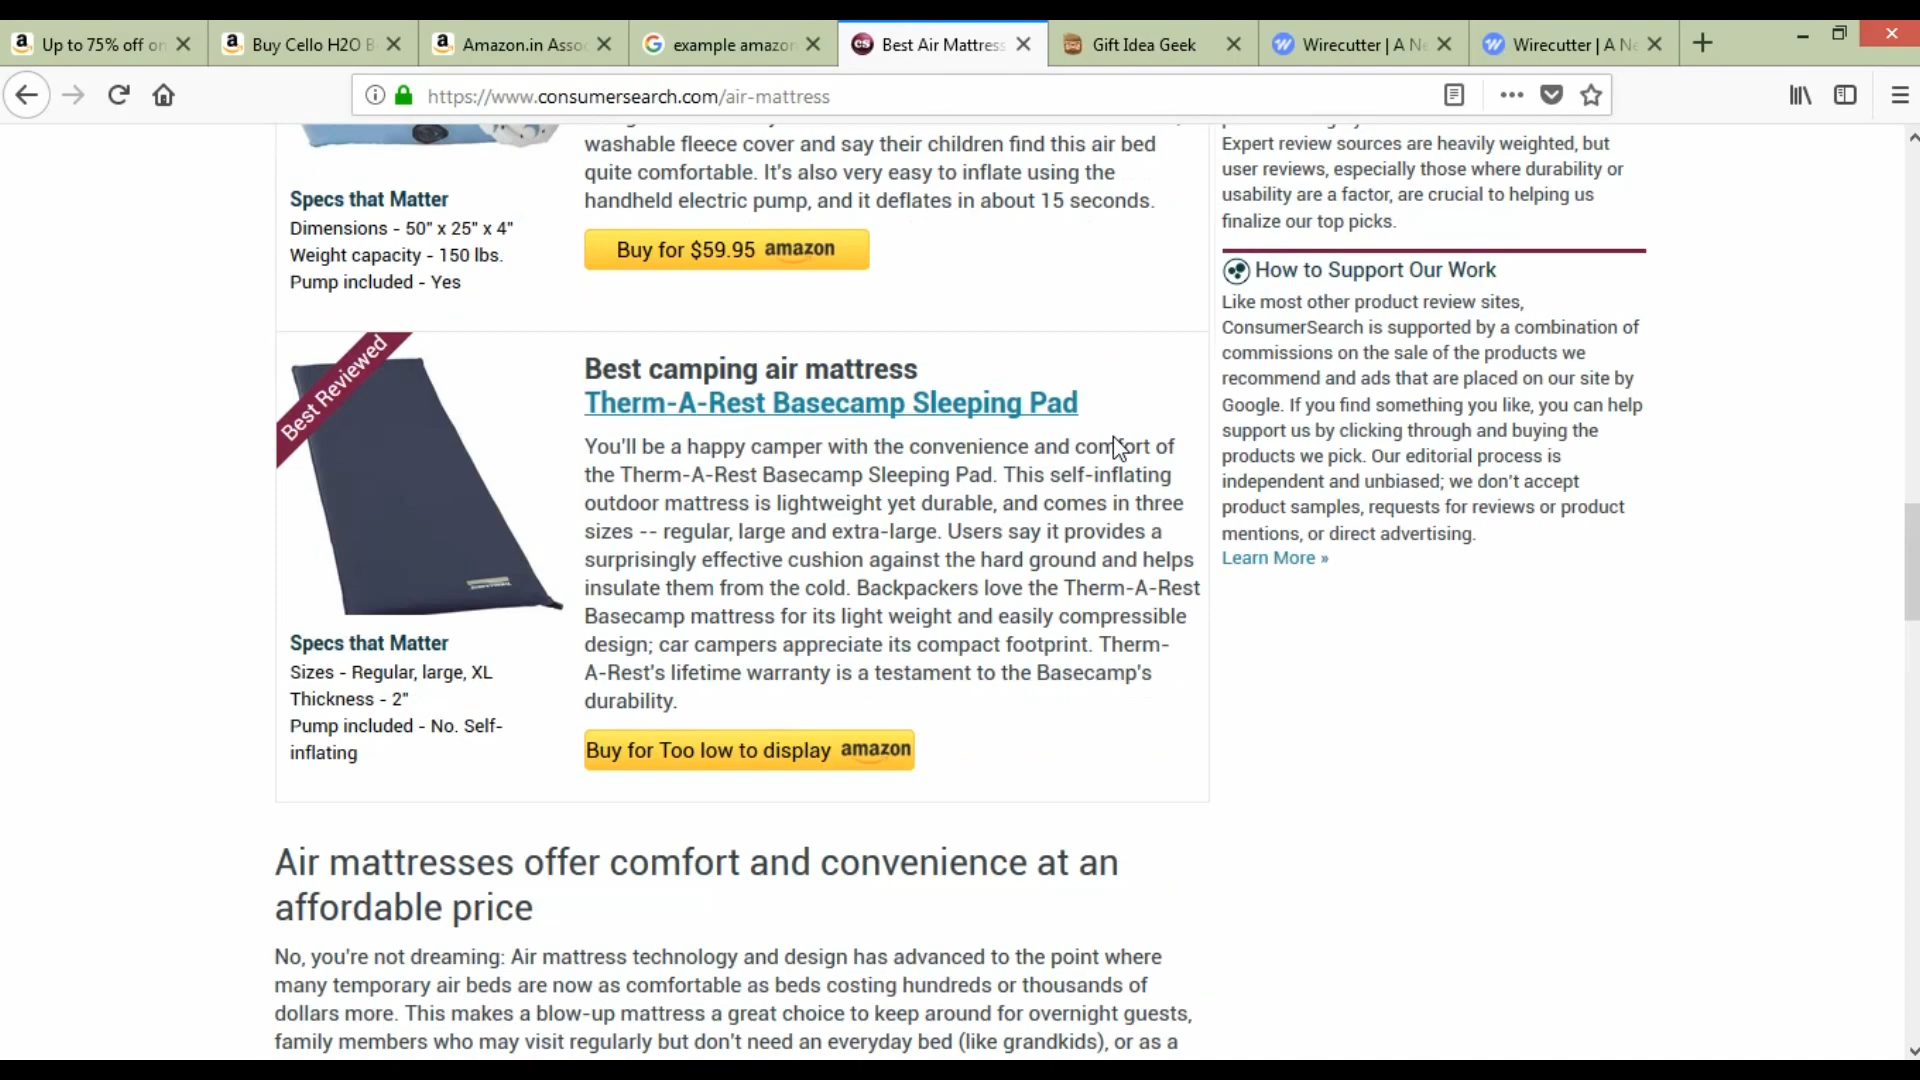 Up to 75% off on
Buy Cello H2O B
Amazon.in Asso
example amazon
Best Air Mattress
Gift Idea Geek
Wirecutter | A Ne
Wirecutter | A Ne
https://www.consumersearch.com/air-mattress
washable fleece cover and say their children find this air bed
quite comfortable. It's also very easy to inflate using the
handheld electric pump, and it deflates in about 15 seconds.
Specs that Matter
Dimensions - 50" x 25" x 4"
Weight capacity - 150 lbs.
Pump included - Yes
Buy for $59.95 amazon
Best Reviewed
Best camping air mattress
Therm-A-Rest Basecamp Sleeping Pad
You'll be a happy camper with the convenience and comfort of
the Therm-A-Rest Basecamp Sleeping Pad. This self-inflating
outdoor mattress is lightweight yet durable, and comes in three
sizes -- regular, large and extra-large. Users say it provides a
surprisingly effective cushion against the hard ground and helps
insulate them from the cold. Backpackers love the Therm-A-Rest
Basecamp mattress for its light weight and easily compressible
design; car campers appreciate its compact footprint. Therm-
A-Rest's lifetime warranty is a testament to the Basecamp's
durability.
Specs that Matter
Sizes - Regular, large, XL
Thickness - 2"
Pump included - No. Self-
inflating
Buy for Too low to display amazon
Air mattresses offer comfort and convenience at an
affordable price
No, you're not dreaming: Air mattress technology and design has advanced to the point where
many temporary air beds are now as comfortable as beds costing hundreds or thousands of
dollars more. This makes a blow-up mattress a great choice to keep around for overnight guests,
family members who may visit regularly but don't need an everyday bed (like grandkids), or as a
Expert review sources are heavily weighted, but
user reviews, especially those where durability or
usability are a factor, are crucial to helping us
finalize our top picks.
How to Support Our Work
Like most other product review sites,
ConsumerSearch is supported by a combination of
commissions on the sale of the products we
recommend and ads that are placed on our site by
Google. If you find something you like, you can help
support us by clicking through and buying the
products we pick. Our editorial process is
independent and unbiased; we don't accept
product samples, requests for reviews or product
mentions, or direct advertising.
Learn More »